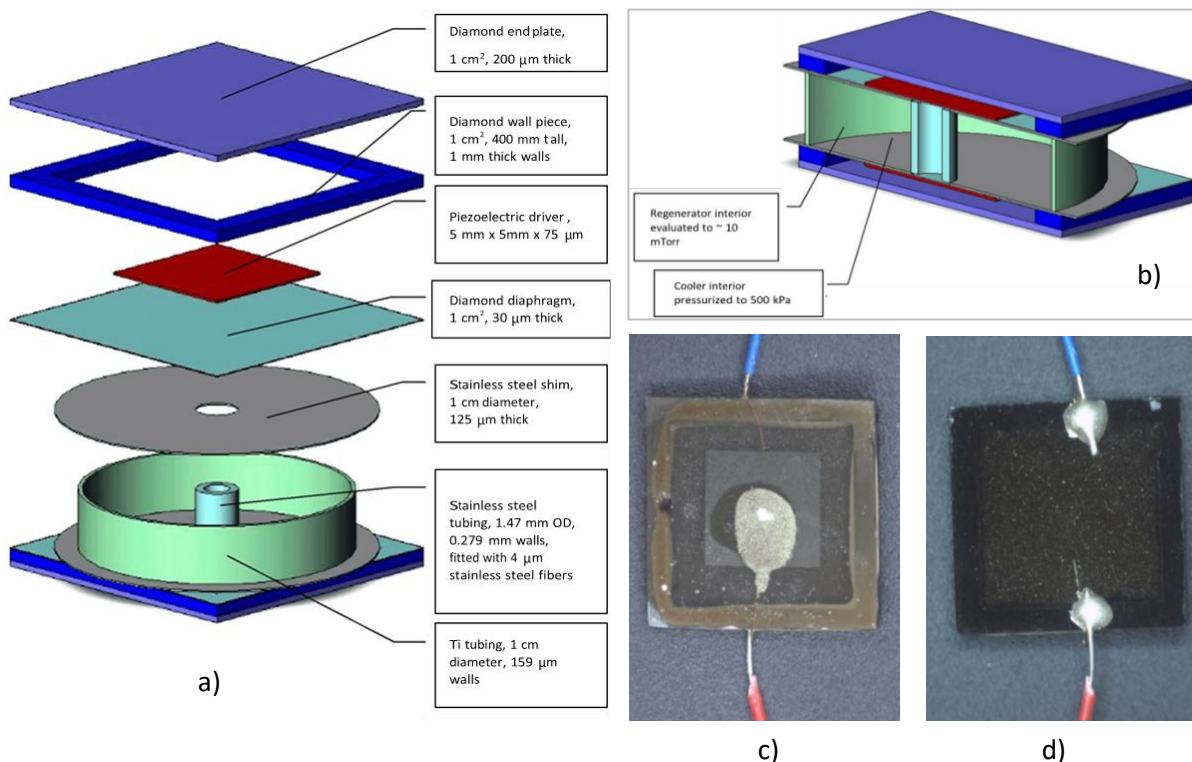 Diamond end plate,
1 cm², 200 µm thick
Diamond wall piece,
1 cm², 400 mm tall,
1 mm thick walls
Piezoelectric driver ,
5 mm x 5mm x 75 µm
Diamond diaphragm,
1 cm², 30 µm thick
Stainless steel shim,
1 cm diameter,
125 µm thick
Stainless steel
tubing, 1.47 mm OD,
0.279 mm walls,
fitted with 4 µm
stainless steel fibers
Ti tubing, 1 cm
diameter, 159 µm
walls
a)
Regenerator interior
evaluated to ~ 10
mTorr
Cooler interior
pressurized to 500 kPa
b)
c)
d)